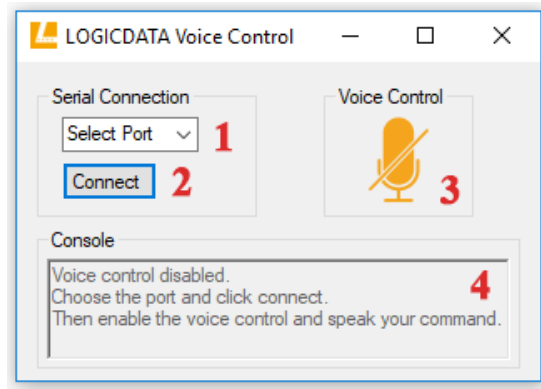 LOGICDATA Voice Control
Serial Connection
Voice Control
Select Port
1
Connect
2
3
Console
Voice control disabled.
Choose the port and click connect.
Then enable the voice control and speak your command.
4